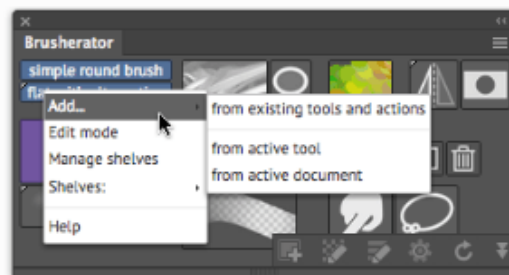 Brusherator
simple round brush
Add...
from existing tools and actions
Edit mode
from active tool
Manage shelves
from active document
Shelves:
Help